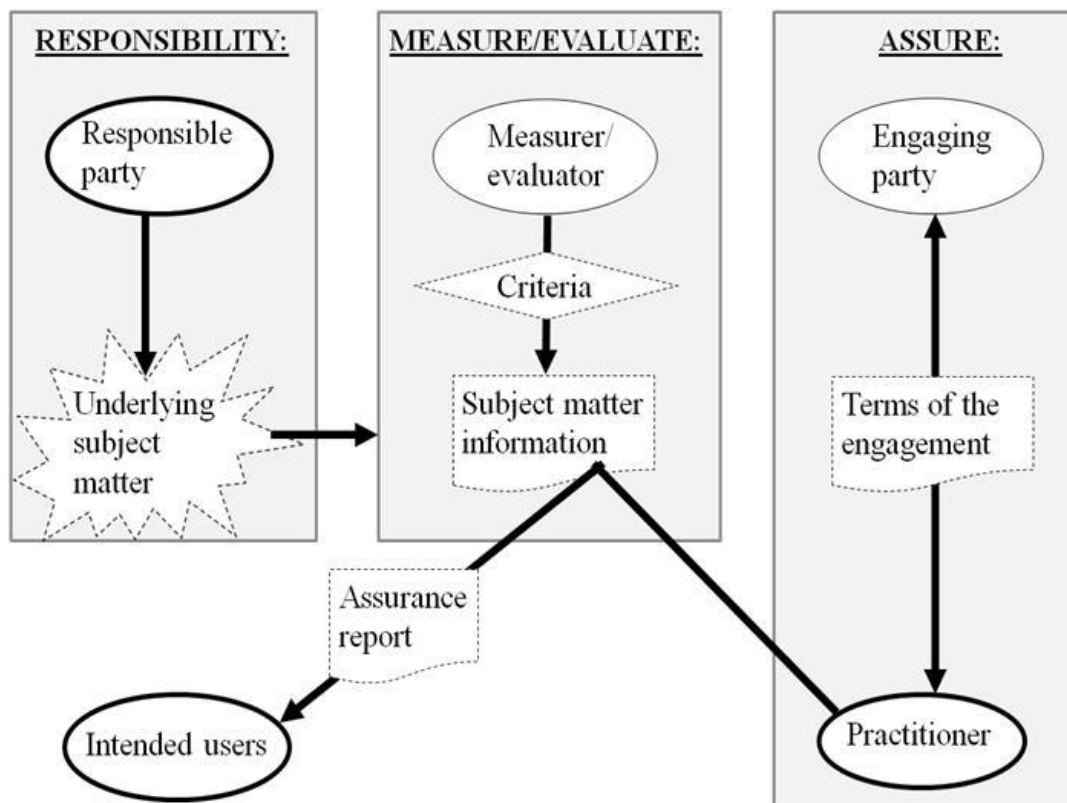 RESPONSIBILITY:
Responsible
party
Underlying
subject
matter
MEASURE/EVALUATE:
Measurer/
evaluator
Criteria
Subject matter
information
ASSURE:
Engaging
party
Terms of the
engagement
Assurance
report
Intended users
Practitioner